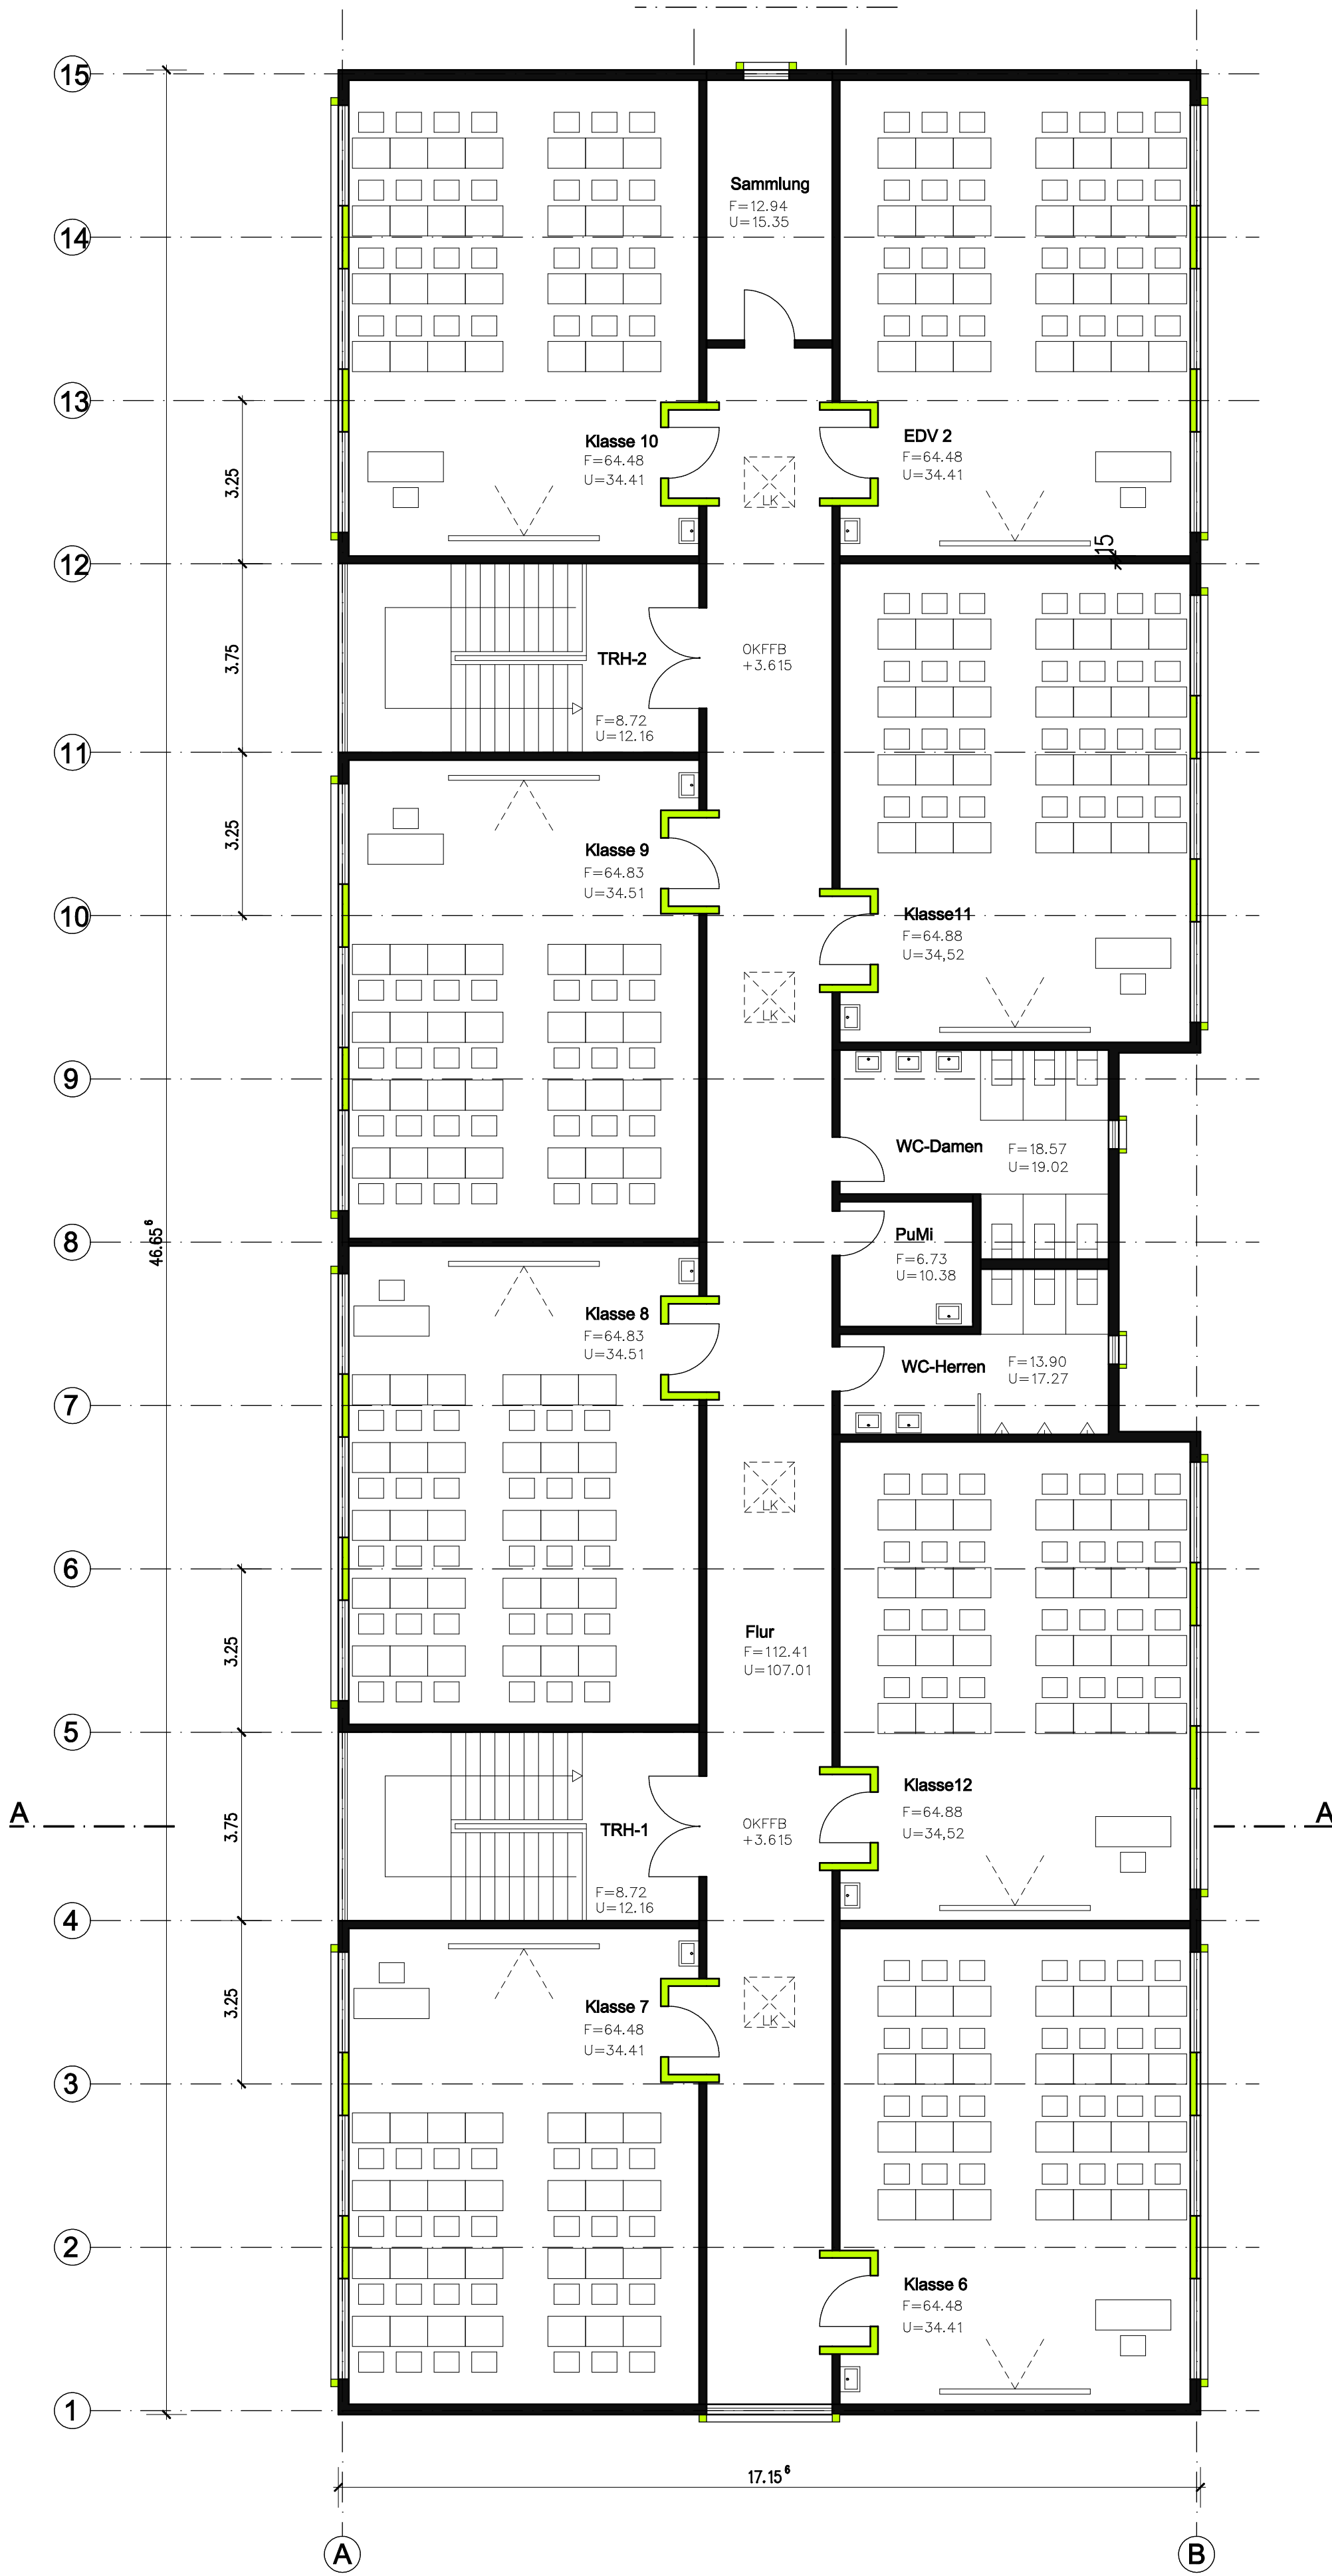 15
Sammlung
F=12.94
U=15.35
14
13
Klasse 10
F=64.48
U=34.41
EDV 2
F=64.48
U=34.41
LK
3.25
15
12
TRH-2
F=8.72
U=12.16
OKFFB
+3.615
3.75
11
3.25
Klasse 9
F=64.83
U=34.51
10
Klasse11
F=64.88
U=34,52
LK
9
WC-Damen
F=18.57
U=19.02
46.65⁶
8
PuMi
F=6.73
U=10.38
Klasse 8
F=64.83
U=34.51
WC-Herren
F=13.90
U=17.27
7
LK
6
3.25
Flur
F=112.41
U=107.01
5
Klasse12
F=64.88
U=34,52
A
A
3.75
TRH-1
F=8.72
U=12.16
OKFFB
+3.615
4
3.25
Klasse 7
F=64.48
U=34.41
LK
3
2
Klasse 6
F=64.48
U=34.41
1
17.15⁶
A
B